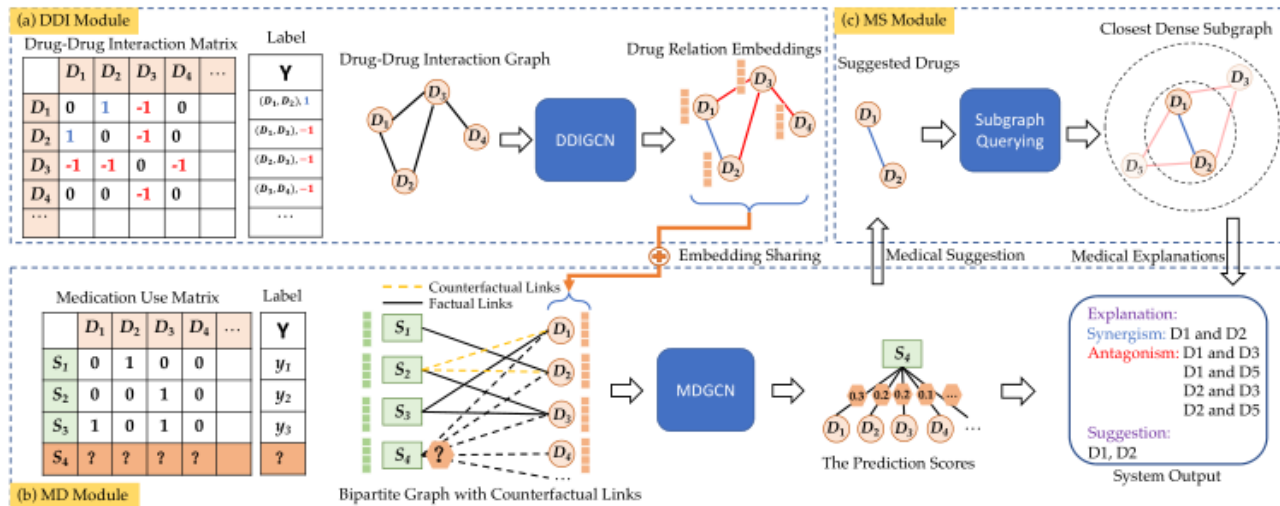 (a) DDI Module
Drug-Drug Interaction Matrix
D1 D2 D3 D4 ...
D1 0 1 -1 0
D2 1 0 -1 0
D3 -1 -1 0 -1
D4 0 0 -1 0
...
Label
Y
(D1, D2), 1
(D1, D3), -1
(D2, D3), -1
(D3, D4), -1
...
Drug-Drug Interaction Graph
D1
D3
D4
D2
DDIGCN
Drug Relation Embeddings
D1
D3
D4
D2
(c) MS Module
Suggested Drugs
D1
D2
Subgraph
Querying
Closest Dense Subgraph
D3
D1
D2
Embedding Sharing
Medical Suggestion
Medical Explanations
(b) MD Module
Medication Use Matrix
D1 D2 D3 D4 ...
S1 0 1 0 0
S2 0 0 1 0
S3 1 0 1 0
S4 ? ? ? ?
Label
Y
y1
y2
y3
?
Counterfactual Links
Factual Links
S1
S2
S3
S4 ?
D1
D2
D3
D4
...
Bipartite Graph with Counterfactual Links
MDGCN
S4
0.3 0.2 0.2 0.1 ...
D1 D2 D3 D4 ...
The Prediction Scores
Explanation:
Synergism: D1 and D2
Antagonism: D1 and D3
D1 and D5
D2 and D3
D2 and D5
Suggestion:
D1, D2
System Output